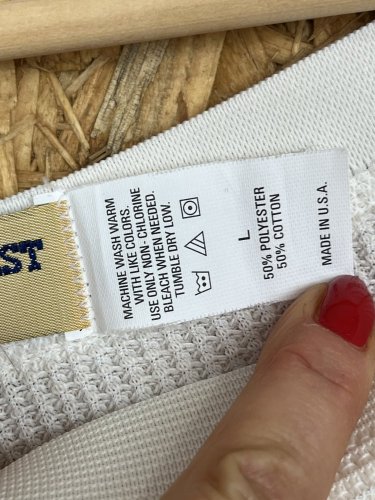 ST
MACHINE WASH WARM
WITH LIKE COLORS.
USE ONLY NON- CHLORINE
BLEACH WHEN NEEDED.
TUMBLE DRY LOW.
L
50% POLYESTER
50% COTTON
MADE IN U.S.A.